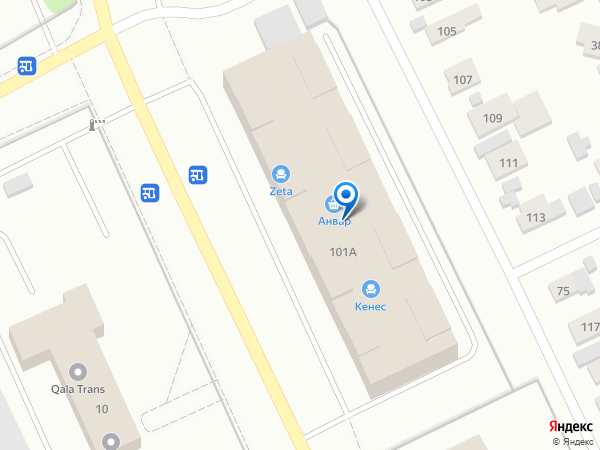 105
107
109
38
111
113
Zeta
Анвар
101А
75
Кенес
117
Qala Trans
10
Яндекс
© Яндекс